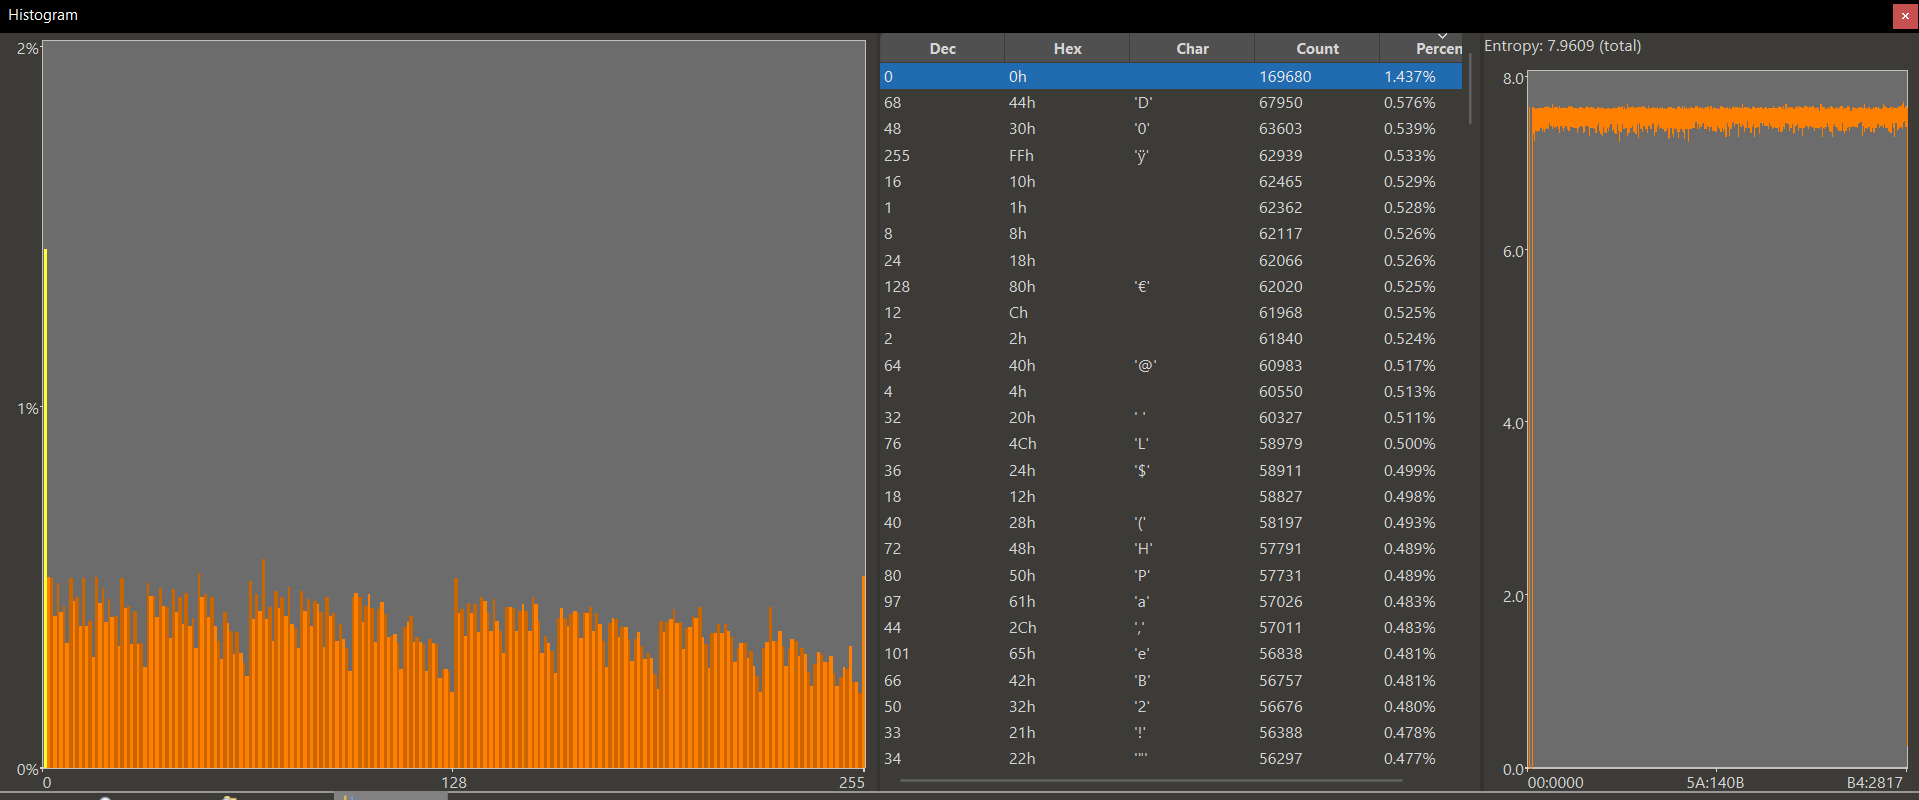 Histogram
2%
1%
0%
0 128 255
Dec Hex Char Count Percen
0 0h 169680 1.437%
68 44h 'D' 67950 0.576%
48 30h '0' 63603 0.539%
255 FFh 'ÿ' 62939 0.533%
16 10h 62465 0.529%
1 1h 62362 0.528%
8 8h 62117 0.526%
24 18h 62066 0.526%
128 80h '€' 62020 0.525%
12 Ch 61968 0.525%
2 2h 61840 0.524%
64 40h '@' 60983 0.517%
4 4h 60550 0.513%
32 20h ' ' 60327 0.511%
76 4Ch 'L' 58979 0.500%
36 24h '$' 58911 0.499%
18 12h 58827 0.498%
40 28h '(' 58197 0.493%
72 48h 'H' 57791 0.489%
80 50h 'P' 57731 0.489%
97 61h 'a' 57026 0.483%
44 2Ch ',' 57011 0.483%
101 65h 'e' 56838 0.481%
66 42h 'B' 56757 0.481%
50 32h '2' 56676 0.480%
33 21h '!' 56388 0.478%
34 22h '"' 56297 0.477%
Entropy: 7.9609 (total)
8.0
6.0
4.0
2.0
0.0
00:0000 5A:140B B4:2817